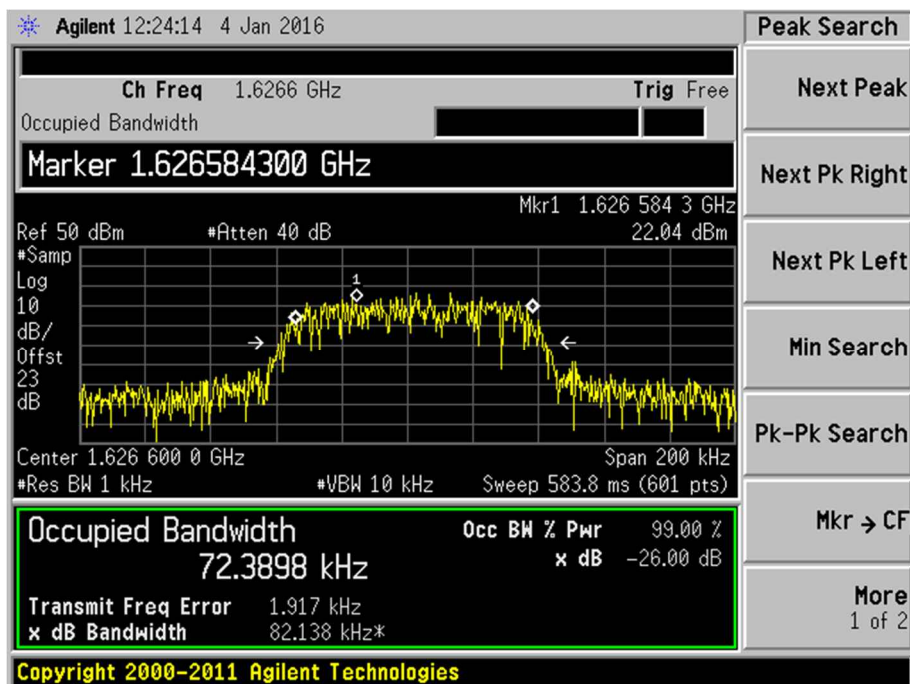 Agilent 12:24:14 4 Jan 2016
Peak Search
Ch Freq 1.6266 GHz Trig Free
Occupied Bandwidth
Marker 1.626584300 GHz
Mkr1 1.626 584 3 GHz
Ref 50 dBm #Atten 40 dB 22.04 dBm
#Samp
Log
10
dB/
Offst
23
dB
1
Center 1.626 600 0 GHz Span 200 kHz
#Res BW 1 kHz #VBW 10 kHz Sweep 583.8 ms (601 pts)
Occupied Bandwidth
72.3898 kHz
Occ BW % Pwr 99.00 %
x dB -26.00 dB
Transmit Freq Error 1.917 kHz
x dB Bandwidth 82.138 kHz*
Next Peak
Next Pk Right
Next Pk Left
Min Search
Pk-Pk Search
Mkr → CF
More
1 of 2
Copyright 2000-2011 Agilent Technologies